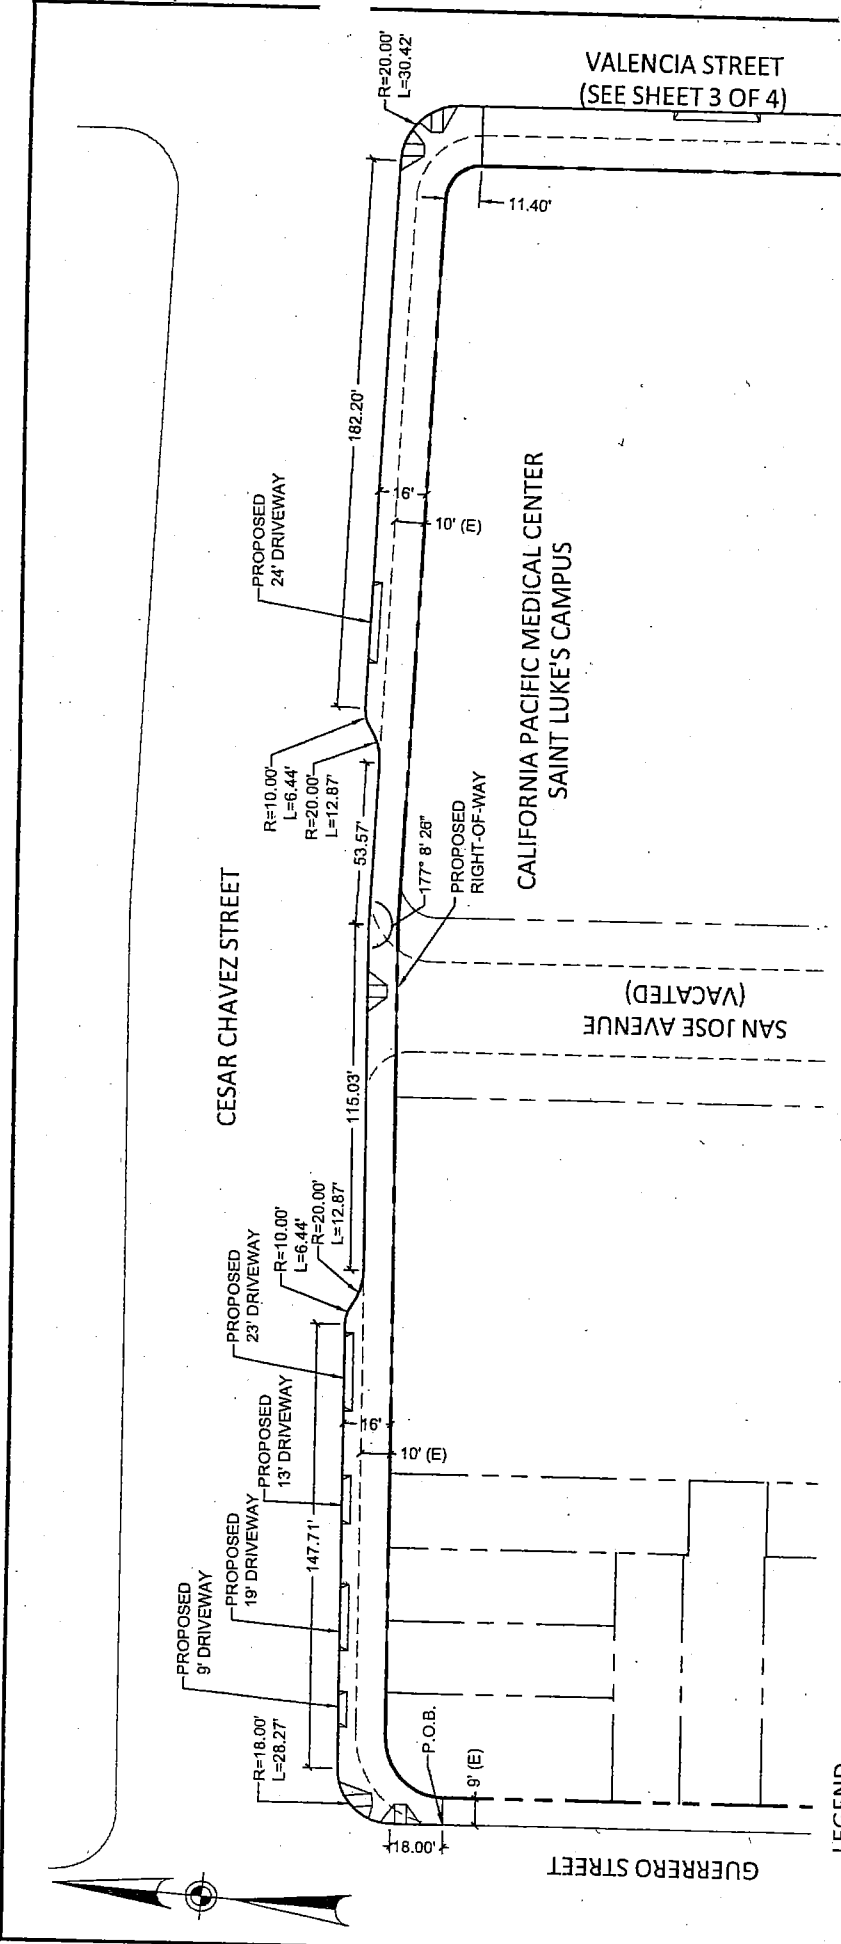 VALENCIA STREET
(SEE SHEET 3 OF 4)
R=20.00'
L=30.42'
11.40'
182.20'
PROPOSED
24' DRIVEWAY
16'
10' (E)
CALIFORNIA PACIFIC MEDICAL CENTER
SAINT LUKE'S CAMPUS
R=10.00'
L=6.44'
R=20.00'
L=12.87'
53.57'
177° 8' 26"
PROPOSED
RIGHT-OF-WAY
CESAR CHAVEZ STREET
SAN JOSE AVENUE
(VACATED)
115.03'
R=10.00'
L=6.44'
R=20.00'
L=12.87'
PROPOSED
23' DRIVEWAY
PROPOSED
13' DRIVEWAY
16'
10' (E)
147.71'
PROPOSED
19' DRIVEWAY
PROPOSED
9' DRIVEWAY
R=18.00'
L=28.27'
P.O.B.
9' (E)
18.00'
GUERRERO STREET
LEGEND